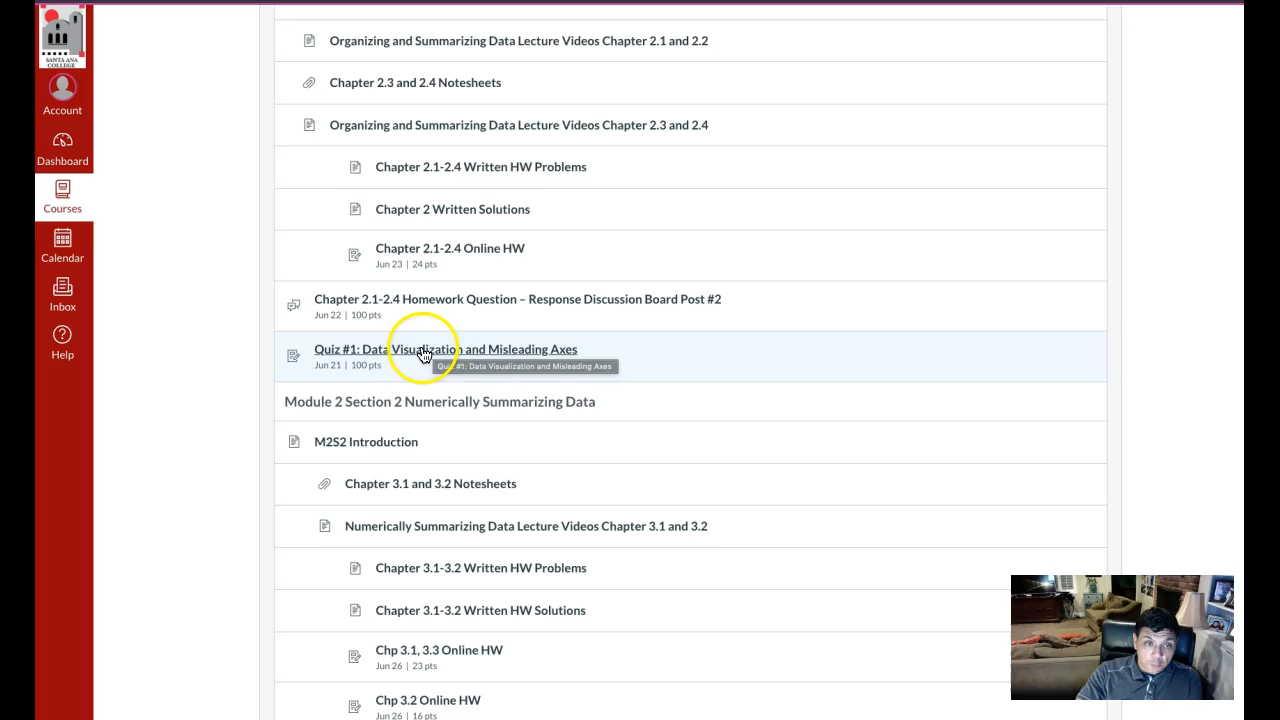 SANTA ANA
COLLEGE
Account
Dashboard
Courses
Calendar
Inbox
Help
Organizing and Summarizing Data Lecture Videos Chapter 2.1 and 2.2
Chapter 2.3 and 2.4 Notesheets
Organizing and Summarizing Data Lecture Videos Chapter 2.3 and 2.4
Chapter 2.1-2.4 Written HW Problems
Chapter 2 Written Solutions
Chapter 2.1-2.4 Online HW
Jun 23 | 24 pts
Chapter 2.1-2.4 Homework Question – Response Discussion Board Post #2
Jun 22 | 100 pts
Quiz #1: Data Visualization and Misleading Axes
Jun 21 | 100 pts
Quiz #1: Data Visualization and Misleading Axes
Module 2 Section 2 Numerically Summarizing Data
M2S2 Introduction
Chapter 3.1 and 3.2 Notesheets
Numerically Summarizing Data Lecture Videos Chapter 3.1 and 3.2
Chapter 3.1-3.2 Written HW Problems
Chapter 3.1-3.2 Written HW Solutions
Chp 3.1, 3.3 Online HW
Jun 26 | 23 pts
Chp 3.2 Online HW
Jun 26 | 16 pts